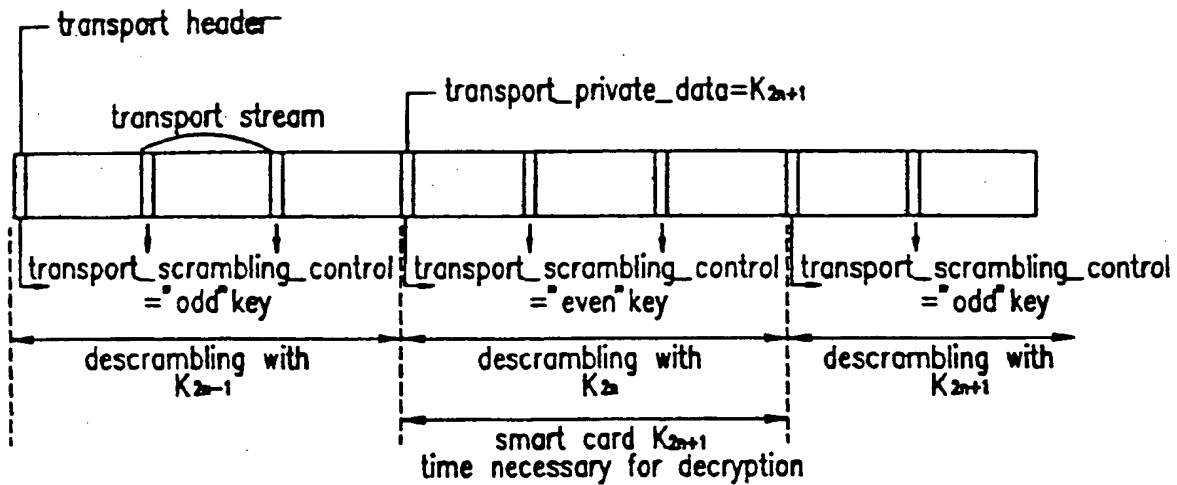 transport header
transport_private_data=K2n+1
transport stream
transport_scrambling_control
="odd"key
transport_scrambling_control
="even"key
transport_scrambling_control
="odd"key
descrambling with
K2n-1
descrambling with
K2n
descrambling with
K2n+1
smart card K2n+1
time necessary for decryption